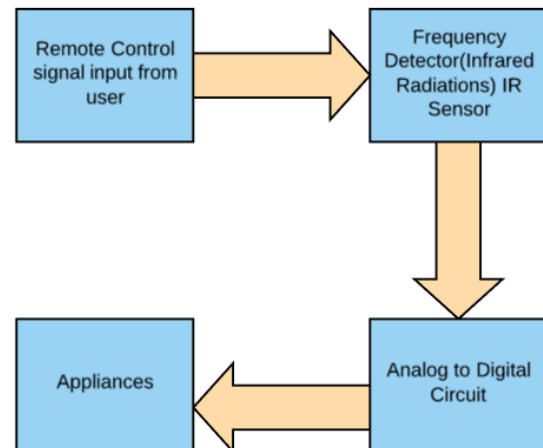 Remote Control
signal input from
user
Frequency
Detector(Infrared
Radiations) IR
Sensor
Appliances
Analog to Digital
Circuit